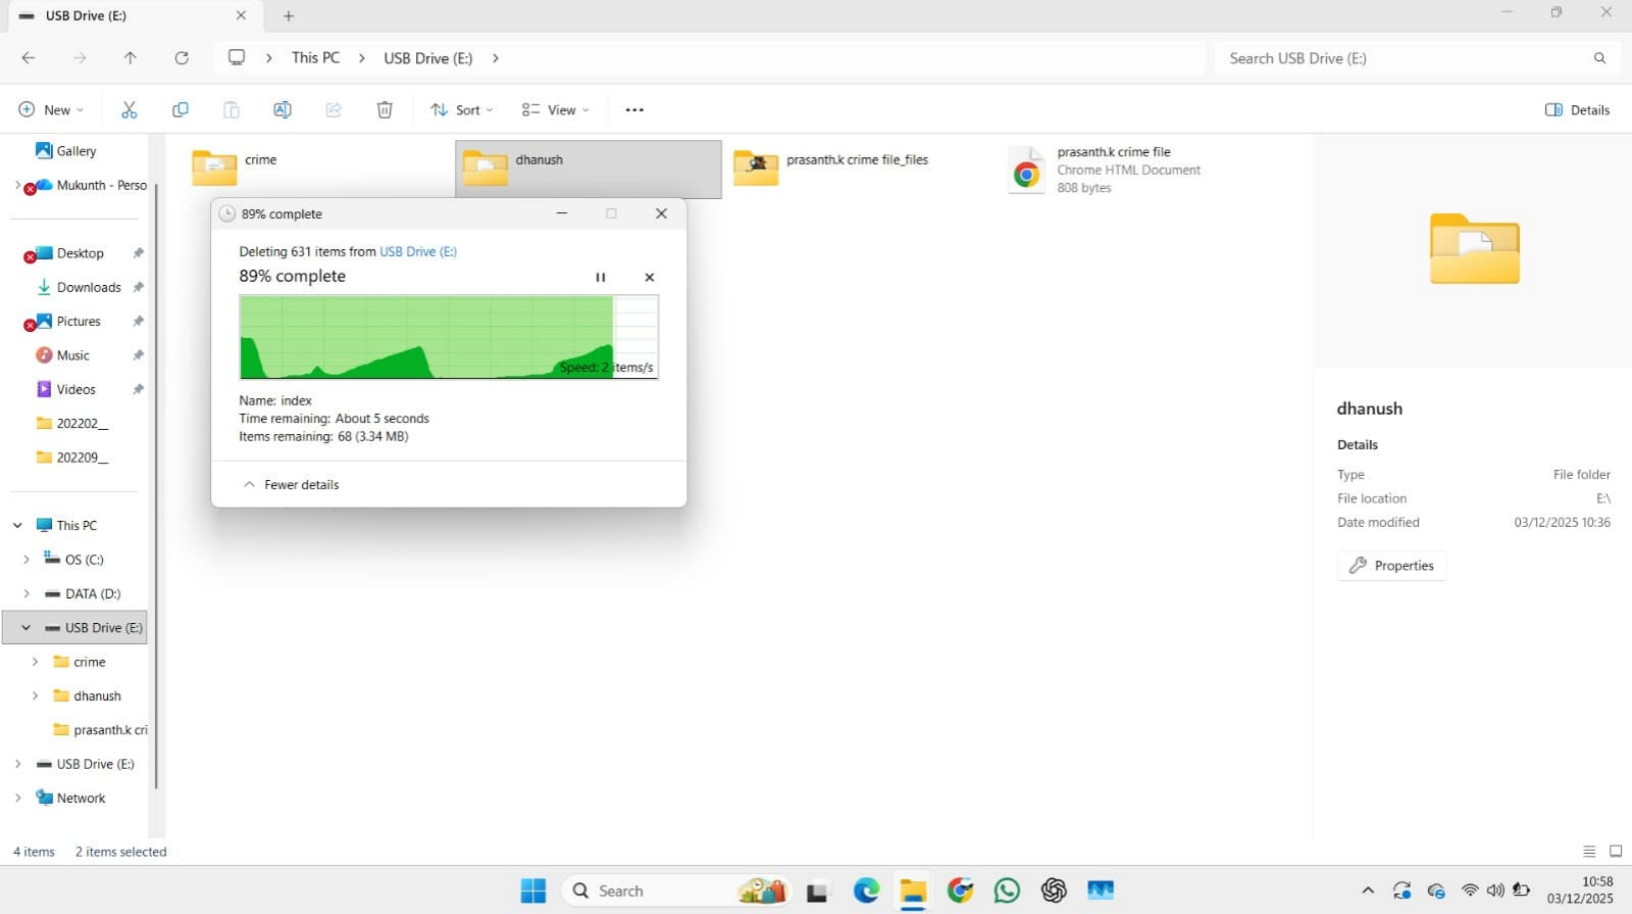 USB Drive (E:)
This PC
USB Drive (E:)
Search USB Drive (E:)
New
Sort
View
Details
Gallery
Mukunth - Perso
Desktop
Downloads
Pictures
Music
Videos
202202__
202209__
This PC
OS (C:)
DATA (D:)
USB Drive (E:)
crime
dhanush
prasanth.k cri
USB Drive (E:)
Network
crime
dhanush
prasanth.k crime file_files
prasanth.k crime file
Chrome HTML Document
808 bytes
89% complete
Deleting 631 items from USB Drive (E:)
89% complete
Speed: 2 items/s
Name: index
Time remaining: About 5 seconds
Items remaining: 68 (3.34 MB)
Fewer details
dhanush
Details
Type File folder
File location E:\
Date modified 03/12/2025 10:36
Properties
4 items 2 items selected
Search
10:58
03/12/2025